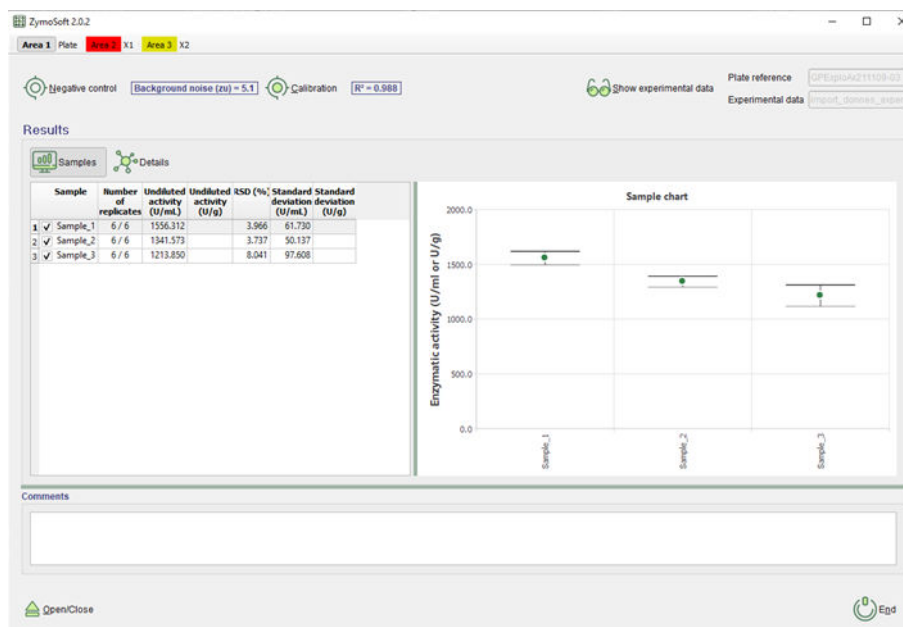 ZymoSoft 2.0.2
Area 1 Plate Area 2 X1 Area 3 X2
Negative control Background noise (zu) = 5.1 Calibration R² = 0.988 Show experimental data
Plate reference GPExploAr211109-03
Experimental data
Results
Samples Details
Sample Number of replicates Undiluted activity (U/mL) Undiluted activity (U/g) RSD (%) Standard deviation (U/mL) Standard deviation (U/g)
1 Sample_1 6 / 6 1556.312 3.966 61.730
2 Sample_2 6 / 6 1341.573 3.737 50.137
3 Sample_3 6 / 6 1213.850 8.041 97.608
Sample chart
Enzymatic activity (U/ml or U/g)
2000.0
1500.0
1000.0
500.0
0.0
Sample_1
Sample_2
Sample_3
Comments
Open/Close
End